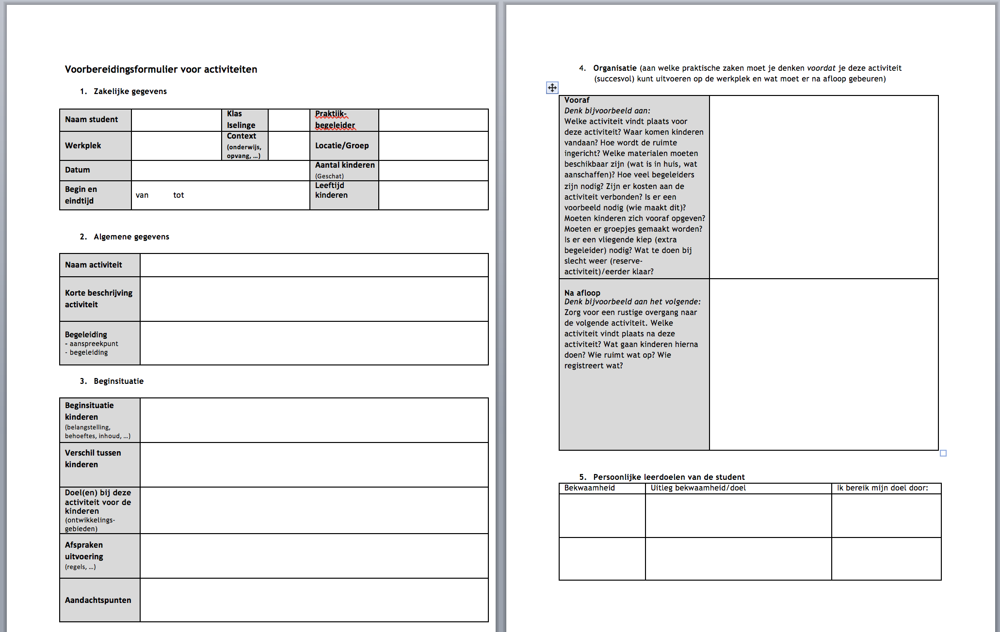 Voorbereidingsformulier voor activiteiten
1. Zakelijke gegevens
Naam student
Klas
Iselinge
Praktijk-
begeleider
Werkplek
Context
(onderwijs,
opvang, …)
Locatie/Groep
Datum
Aantal kinderen
(Geschat)
Begin en
eindtijd
van tot
Leeftijd
kinderen
2. Algemene gegevens
Naam activiteit
Korte beschrijving
activiteit
Begeleiding
- aanspreekpunt
- begeleiding
3. Beginsituatie
Beginsituatie
kinderen
(belangstelling,
behoeftes, inhoud, …)
Verschil tussen
kinderen
Doel(en) bij deze
activiteit voor de
kinderen
(ontwikkelings-
gebieden)
Afspraken
uitvoering
(regels, …)
Aandachtspunten
4. Organisatie (aan welke praktische zaken moet je denken voordat je deze activiteit
(succesvol) kunt uitvoeren op de werkplek en wat moet er na afloop gebeuren)
Vooraf
Denk bijvoorbeeld aan:
Welke activiteit vindt plaats voor
deze activiteit? Waar komen kinderen
vandaan? Hoe wordt de ruimte
ingericht? Welke materialen moeten
beschikbaar zijn (wat is in huis, wat
aanschaffen)? Hoe veel begeleiders
zijn nodig? Zijn er kosten aan de
activiteit verbonden? Is er een
voorbeeld nodig (wie maakt dit)?
Moeten kinderen zich vooraf opgeven?
Moeten er groepjes gemaakt worden?
Is er een vliegende kiep (extra
begeleider) nodig? Wat te doen bij
slecht weer (reserve-
activiteit)/eerder klaar?
Na afloop
Denk bijvoorbeeld aan het volgende:
Zorg voor een rustige overgang naar
de volgende activiteit. Welke
activiteit vindt plaats na deze
activiteit? Wat gaan kinderen hierna
doen? Wie ruimt wat op? Wie
registreert wat?
5. Persoonlijke leerdoelen van de student
Bekwaamheid
Uitleg bekwaamheid/doel
Ik bereik mijn doel door: